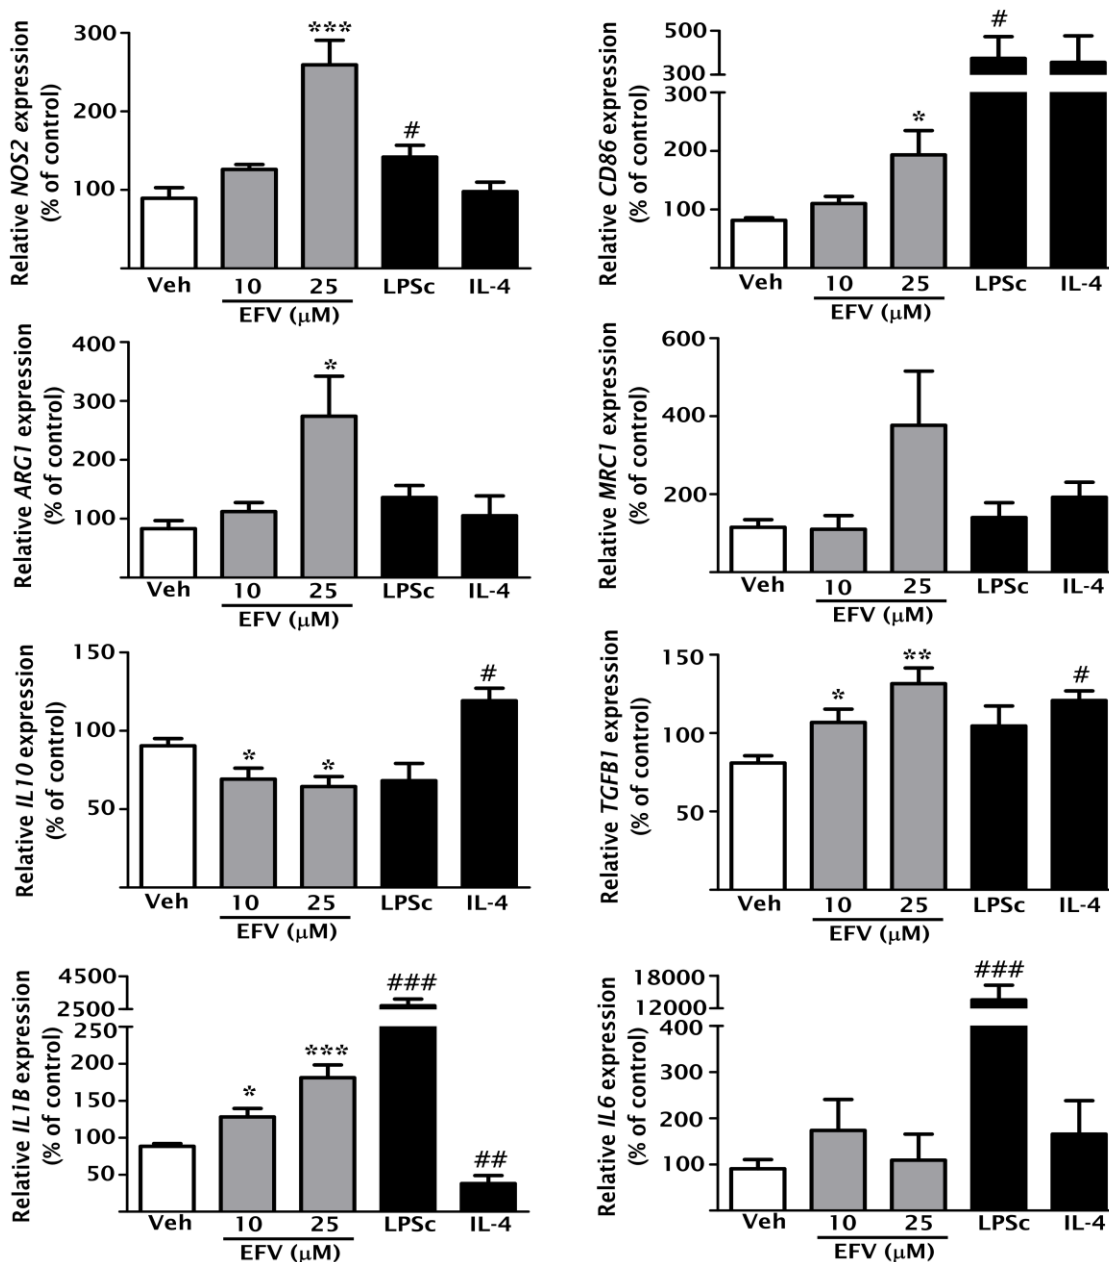 Relative NOS2 expression
(% of control)
300
200
100
***
#
Veh
10
25
LPSc
IL-4
EFV (μM)
Relative CD86 expression
(% of control)
500
300
300
200
100
*
#
Veh
10
25
LPSc
IL-4
EFV (μM)
Relative ARG1 expression
(% of control)
400
300
200
100
*
Veh
10
25
LPSc
IL-4
EFV (μM)
Relative MRC1 expression
(% of control)
600
400
200
Veh
10
25
LPSc
IL-4
EFV (μM)
Relative IL10 expression
(% of control)
150
100
50
*
*
#
Veh
10
25
LPSc
IL-4
EFV (μM)
Relative TGFB1 expression
(% of control)
150
100
50
*
**
#
Veh
10
25
LPSc
IL-4
EFV (μM)
Relative IL1B expression
(% of control)
4500
2500
250
200
150
100
50
*
***
###
##
Veh
10
25
LPSc
IL-4
EFV (μM)
Relative IL6 expression
(% of control)
18000
12000
400
300
200
100
###
Veh
10
25
LPSc
IL-4
EFV (μM)